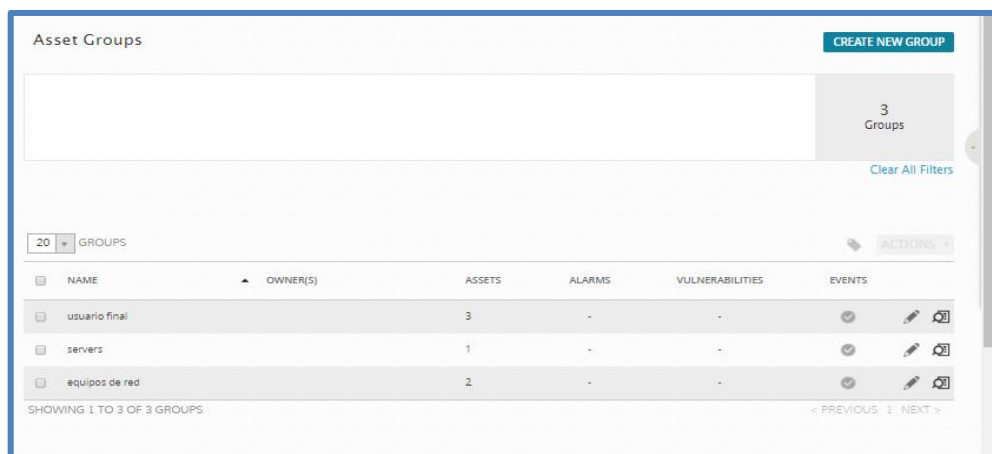 Asset Groups
CREATE NEW GROUP
3
Groups
Clear All Filters
20 GROUPS
ACTIONS
NAME OWNER(S) ASSETS ALARMS VULNERABILITIES EVENTS
usuario final 3 - -
servers 1 - -
equipos de red 2 - -
SHOWING 1 TO 3 OF 3 GROUPS
< PREVIOUS 1 NEXT >